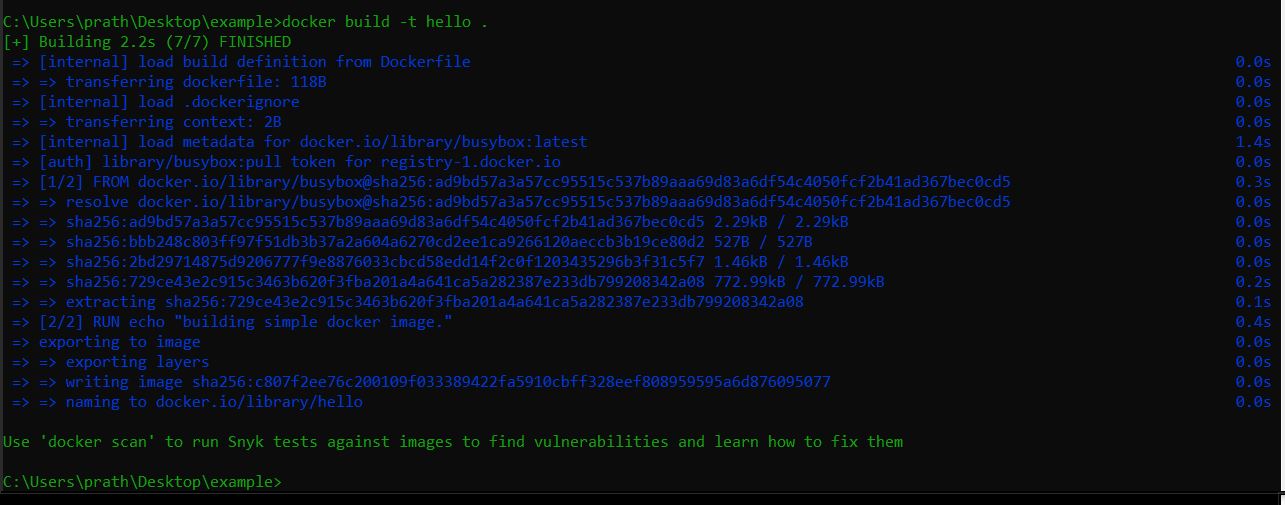 C:\Users\prath\Desktop\example>docker build -t hello .
[+] Building 2.2s (7/7) FINISHED
=> [internal] load build definition from Dockerfile 0.0s
=> => transferring dockerfile: 118B 0.0s
=> [internal] load .dockerignore 0.0s
=> => transferring context: 2B 0.0s
=> [internal] load metadata for docker.io/library/busybox:latest 1.4s
=> [auth] library/busybox:pull token for registry-1.docker.io 0.0s
=> [1/2] FROM docker.io/library/busybox@sha256:ad9bd57a3a57cc95515c537b89aaa69d83a6df54c4050fcf2b41ad367bec0cd5 0.3s
=> => resolve docker.io/library/busybox@sha256:ad9bd57a3a57cc95515c537b89aaa69d83a6df54c4050fcf2b41ad367bec0cd5 0.0s
=> => sha256:ad9bd57a3a57cc95515c537b89aaa69d83a6df54c4050fcf2b41ad367bec0cd5 2.29kB / 2.29kB 0.0s
=> => sha256:bbb248c803ff97f51db3b37a2a604a6270cd2ee1ca9266120aeccb3b19ce80d2 527B / 527B 0.0s
=> => sha256:2bd29714875d9206777f9e8876033cbcd58edd14f2c0f1203435296b3f31c5f7 1.46kB / 1.46kB 0.0s
=> => sha256:729ce43e2c915c3463b620f3fba201a4a641ca5a282387e233db799208342a08 772.99kB / 772.99kB 0.2s
=> => extracting sha256:729ce43e2c915c3463b620f3fba201a4a641ca5a282387e233db799208342a08 0.1s
=> [2/2] RUN echo "building simple docker image." 0.4s
=> exporting to image 0.0s
=> => exporting layers 0.0s
=> => writing image sha256:c807f2ee76c200109f033389422fa5910cbff328eef808959595a6d876095077 0.0s
=> => naming to docker.io/library/hello 0.0s
Use 'docker scan' to run Snyk tests against images to find vulnerabilities and learn how to fix them
C:\Users\prath\Desktop\example>